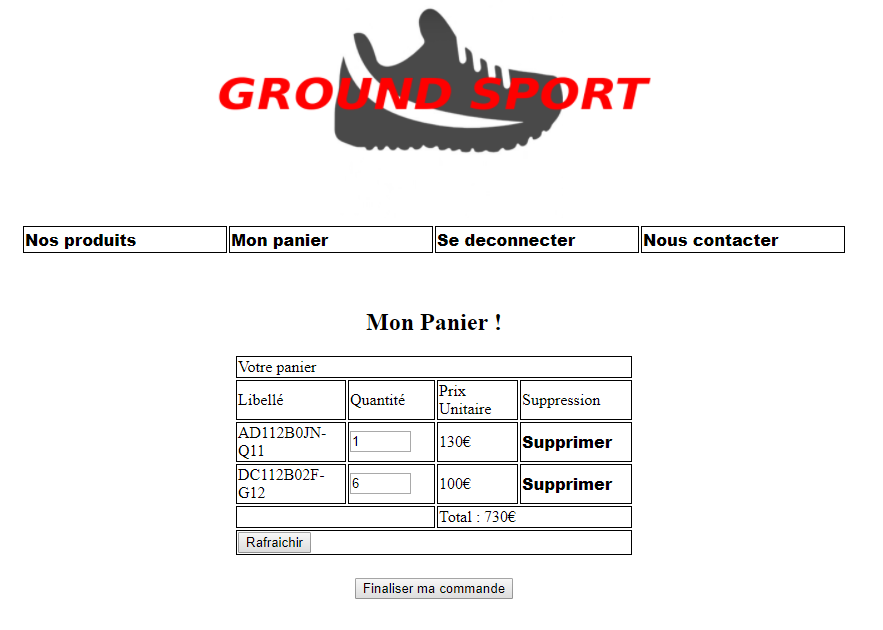 GROUND SPORT
Nos produits Mon panier Se deconnecter Nous contacter
Mon Panier !
Votre panier
Libellé Quantité Prix Unitaire Suppression
AD112B0JN-Q11 1 130€ Supprimer
DC112B02F-G12 6 100€ Supprimer
Total : 730€
Rafraichir
Finaliser ma commande